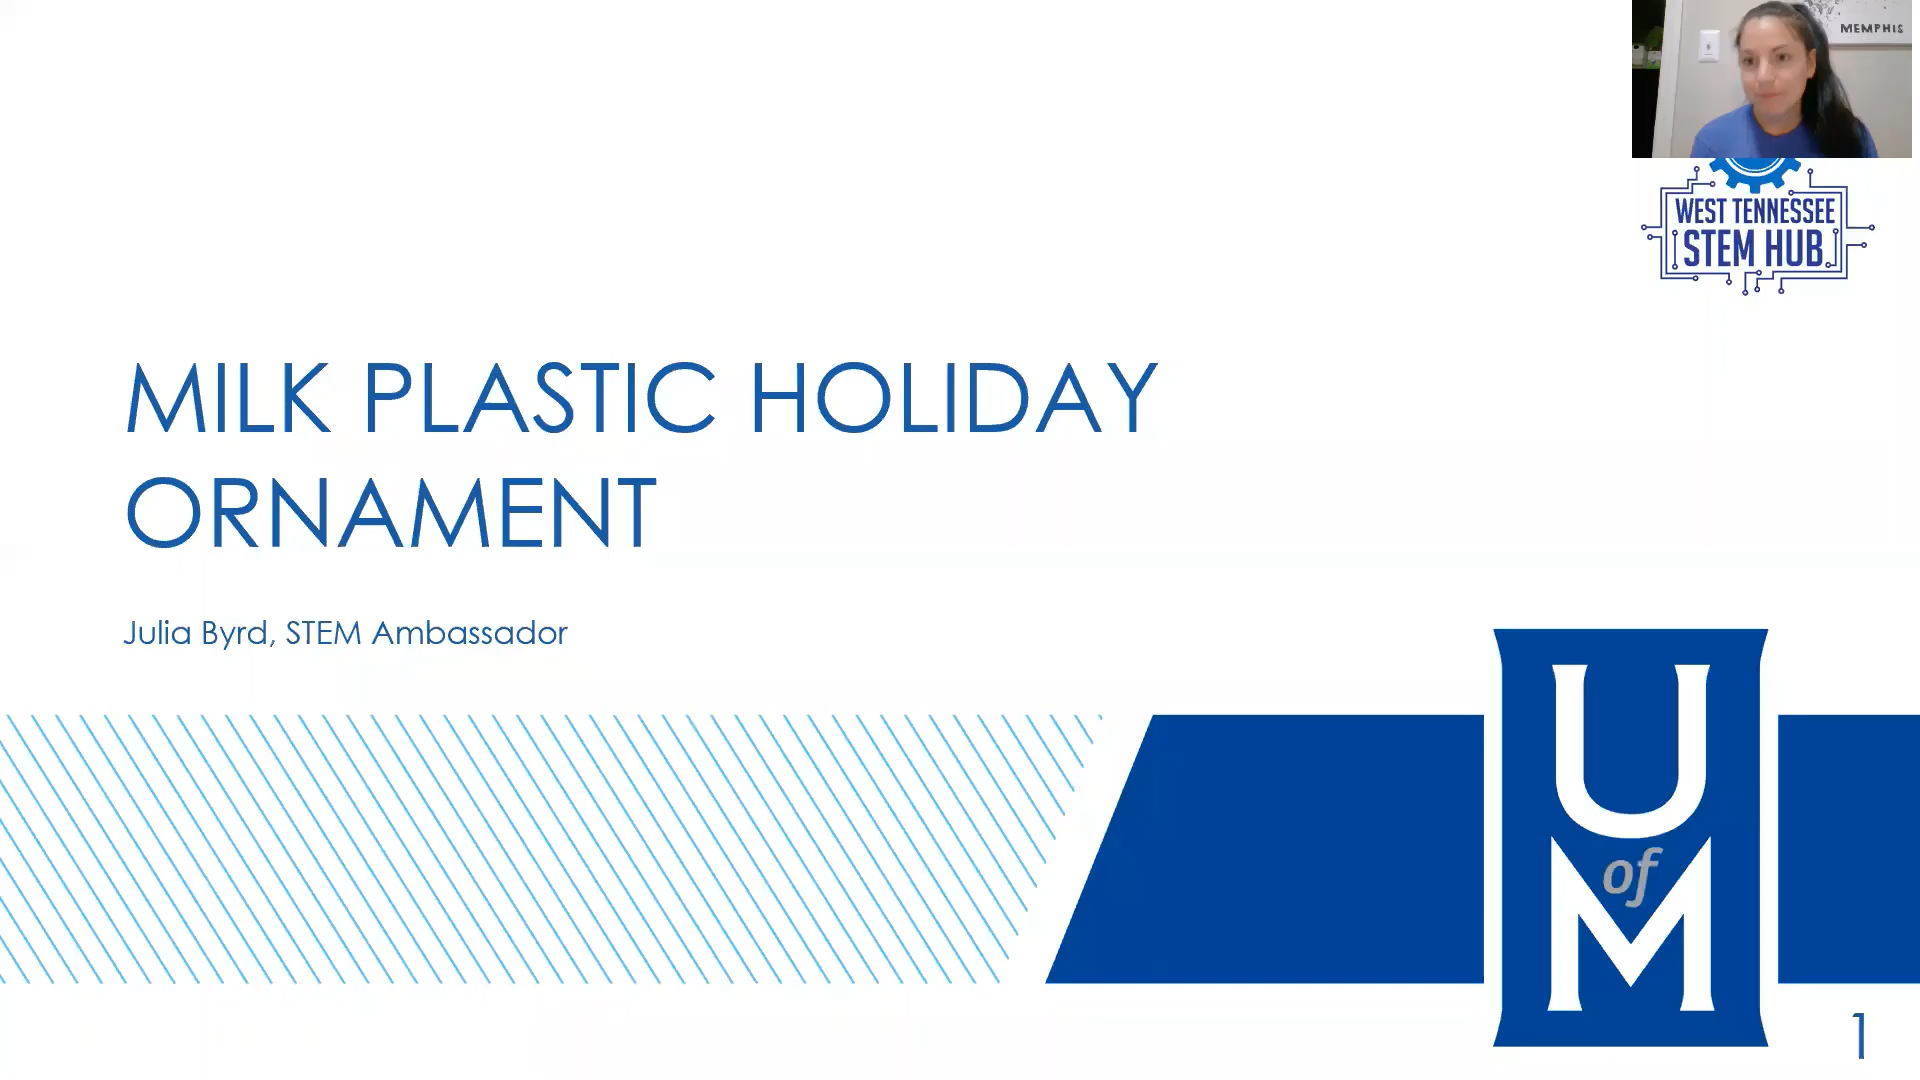 MEMPHIS
WEST TENNESSEE
STEM HUB
MILK PLASTIC HOLIDAY
ORNAMENT
Julia Byrd, STEM Ambassador
U
of
M
1